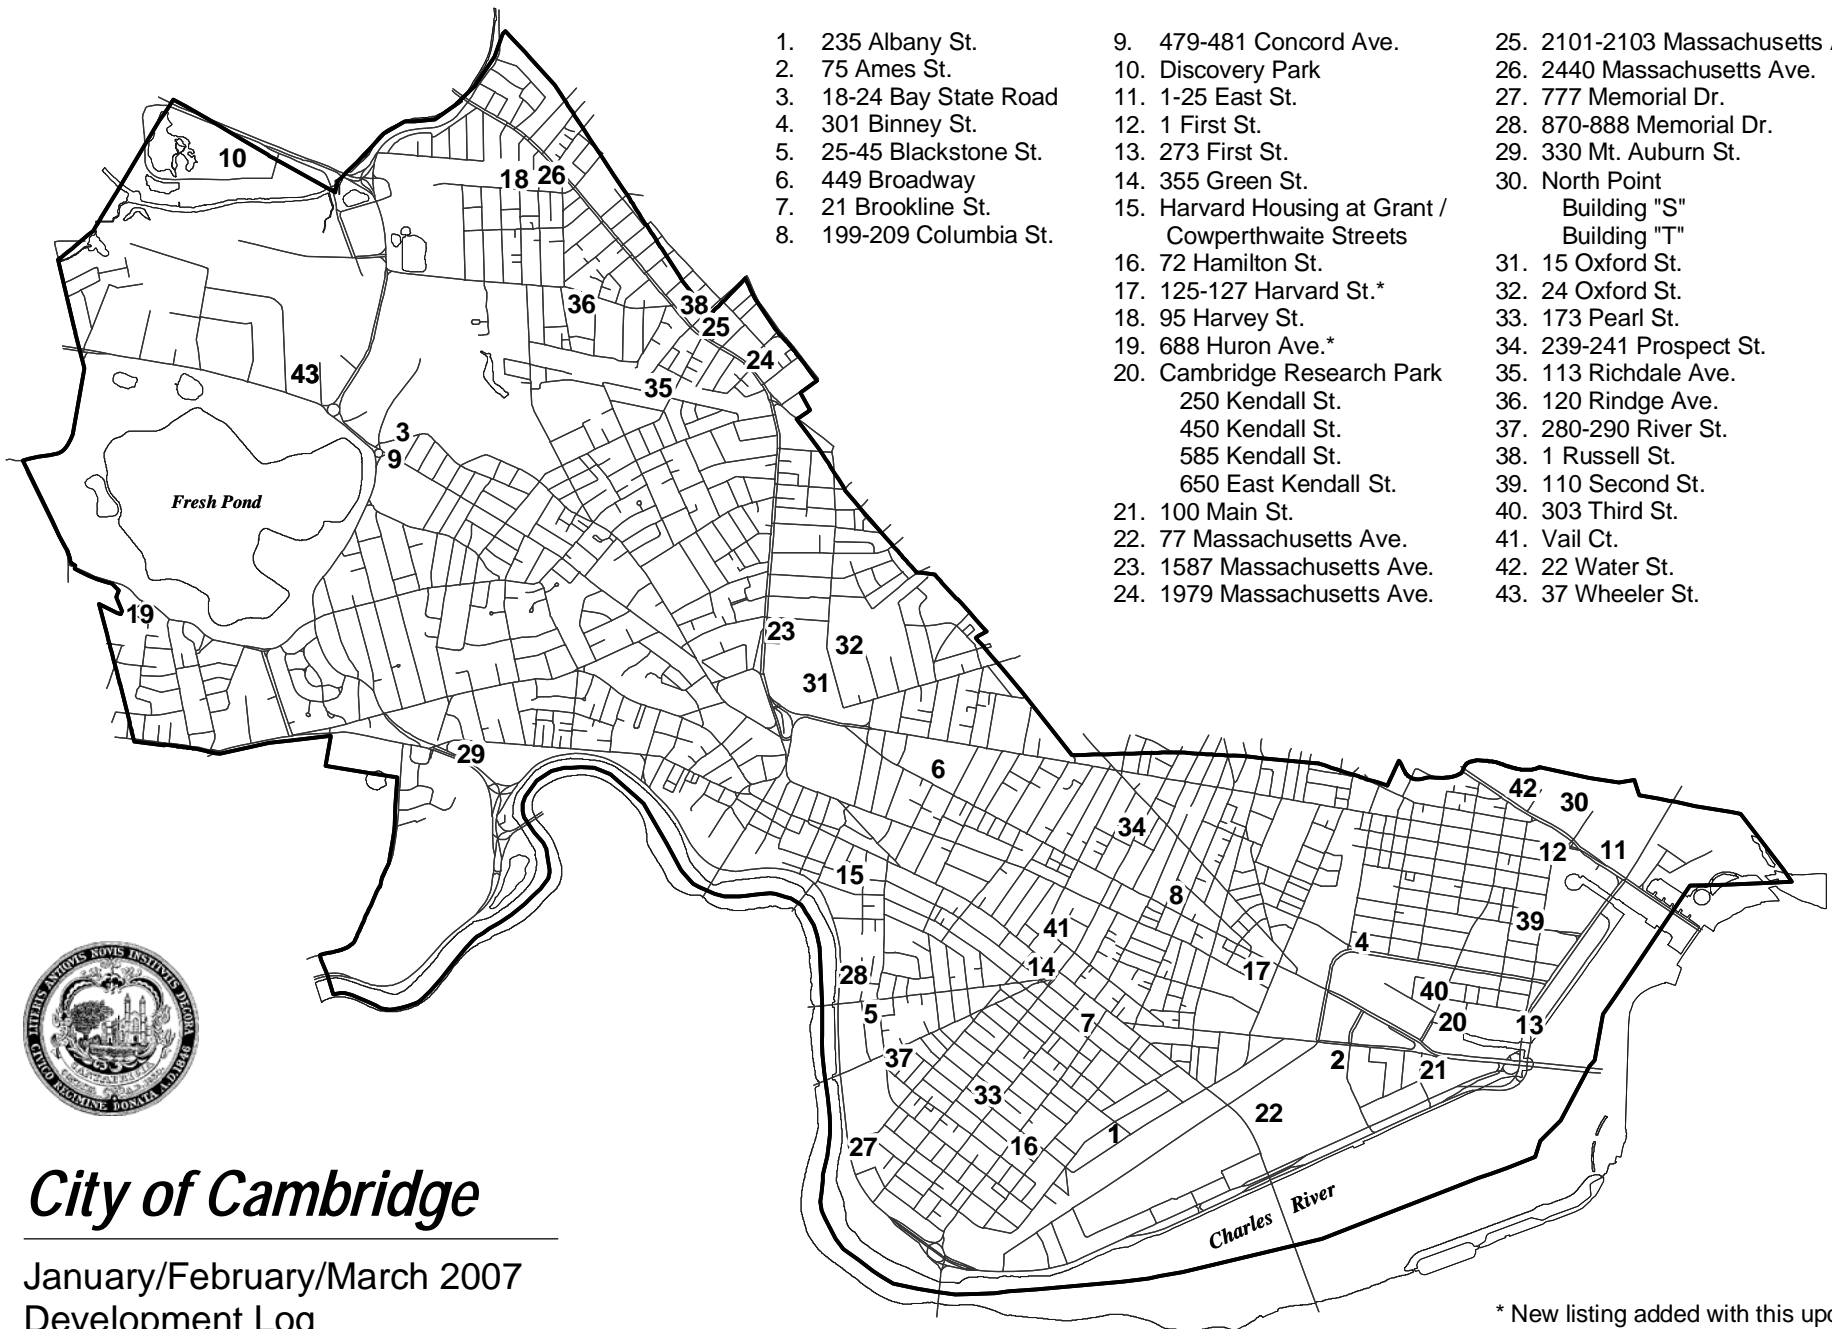 1. 235 Albany St.
2. 75 Ames St.
3. 18-24 Bay State Road
4. 301 Binney St.
5. 25-45 Blackstone St.
6. 449 Broadway
7. 21 Brookline St.
8. 199-209 Columbia St.
9. 479-481 Concord Ave.
10. Discovery Park
11. 1-25 East St.
12. 1 First St.
13. 273 First St.
14. 355 Green St.
15. Harvard Housing at Grant /
Cowperthwaite Streets
16. 72 Hamilton St.
17. 125-127 Harvard St.*
18. 95 Harvey St.
19. 688 Huron Ave.*
20. Cambridge Research Park
250 Kendall St.
450 Kendall St.
585 Kendall St.
650 East Kendall St.
21. 100 Main St.
22. 77 Massachusetts Ave.
23. 1587 Massachusetts Ave.
24. 1979 Massachusetts Ave.
25. 2101-2103 Massachusetts
26. 2440 Massachusetts Ave.
27. 777 Memorial Dr.
28. 870-888 Memorial Dr.
29. 330 Mt. Auburn St.
30. North Point
Building "S"
Building "T"
31. 15 Oxford St.
32. 24 Oxford St.
33. 173 Pearl St.
34. 239-241 Prospect St.
35. 113 Richdale Ave.
36. 120 Rindge Ave.
37. 280-290 River St.
38. 1 Russell St.
39. 110 Second St.
40. 303 Third St.
41. Vail Ct.
42. 22 Water St.
43. 37 Wheeler St.
10
18
26
36
38
25
24
43
35
3
9
Fresh Pond
19
23
32
31
29
6
42
30
34
12
11
15
8
39
41
4
14
17
28
40
5
7
20
13
37
2
21
33
22
1
27
16
Charles River
LITERIS ANTIQVIS NOVIS INSTITVTIS DECORA
CIVICO REGIMINE DONATA A.D. 1846
City of Cambridge
January/February/March 2007
Development Log
* New listing added with this